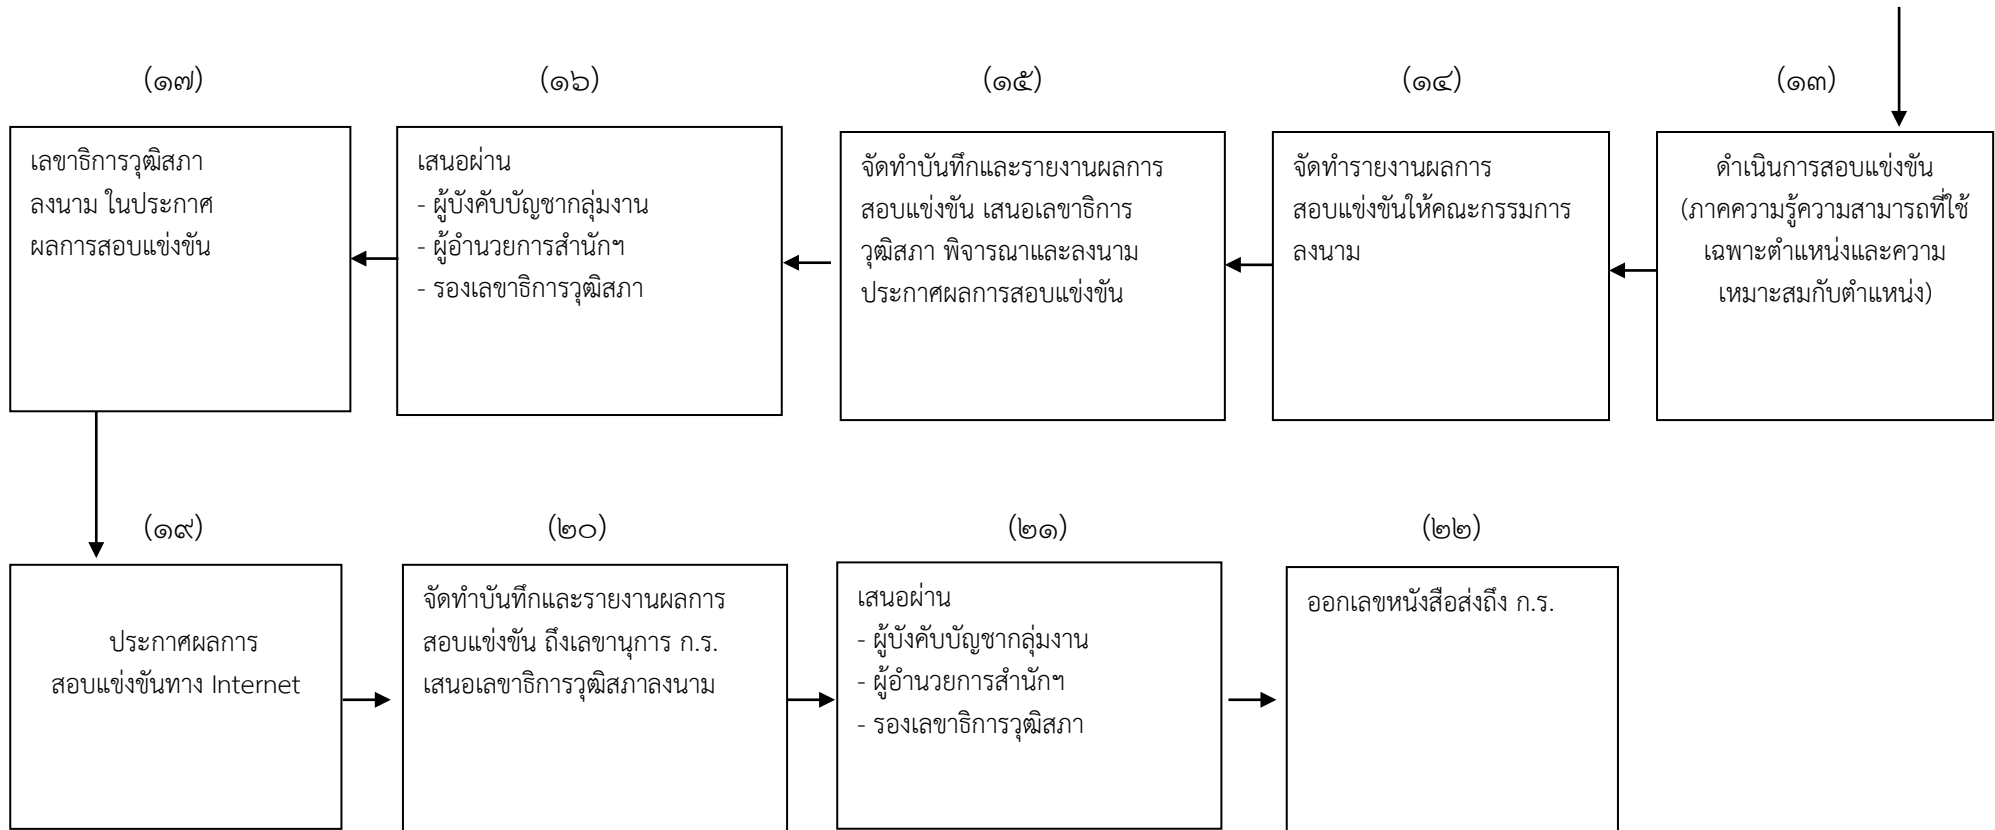 (๑๗)
(๑๖)
(๑๕)
(๑๔)
(๑๓)
เลขาธิการวุฒิสภา
ลงนาม ในประกาศ
ผลการสอบแข่งขัน
เสนอผ่าน
- ผู้บังคับบัญชากลุ่มงาน
- ผู้อำนวยการสำนักฯ
- รองเลขาธิการวุฒิสภา
จัดทำบันทึกและรายงานผลการ
สอบแข่งขัน เสนอเลขาธิการ
วุฒิสภา พิจารณาและลงนาม
ประกาศผลการสอบแข่งขัน
จัดทำรายงานผลการ
สอบแข่งขันให้คณะกรรมการ
ลงนาม
ดำเนินการสอบแข่งขัน
(ภาคความรู้ความสามารถที่ใช้
เฉพาะตำแหน่งและความ
เหมาะสมกับตำแหน่ง)
(๑๙)
(๒๐)
(๒๑)
(๒๒)
ประกาศผลการ
สอบแข่งขันทาง Internet
จัดทำบันทึกและรายงานผลการ
สอบแข่งขัน ถึงเลขานุการ ก.ร.
เสนอเลขาธิการวุฒิสภาลงนาม
เสนอผ่าน
- ผู้บังคับบัญชากลุ่มงาน
- ผู้อำนวยการสำนักฯ
- รองเลขาธิการวุฒิสภา
ออกเลขหนังสือส่งถึง ก.ร.